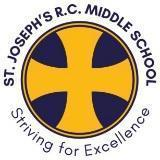 ST. JOSEPH'S R.C. MIDDLE SCHOOL
Striving for Excellence